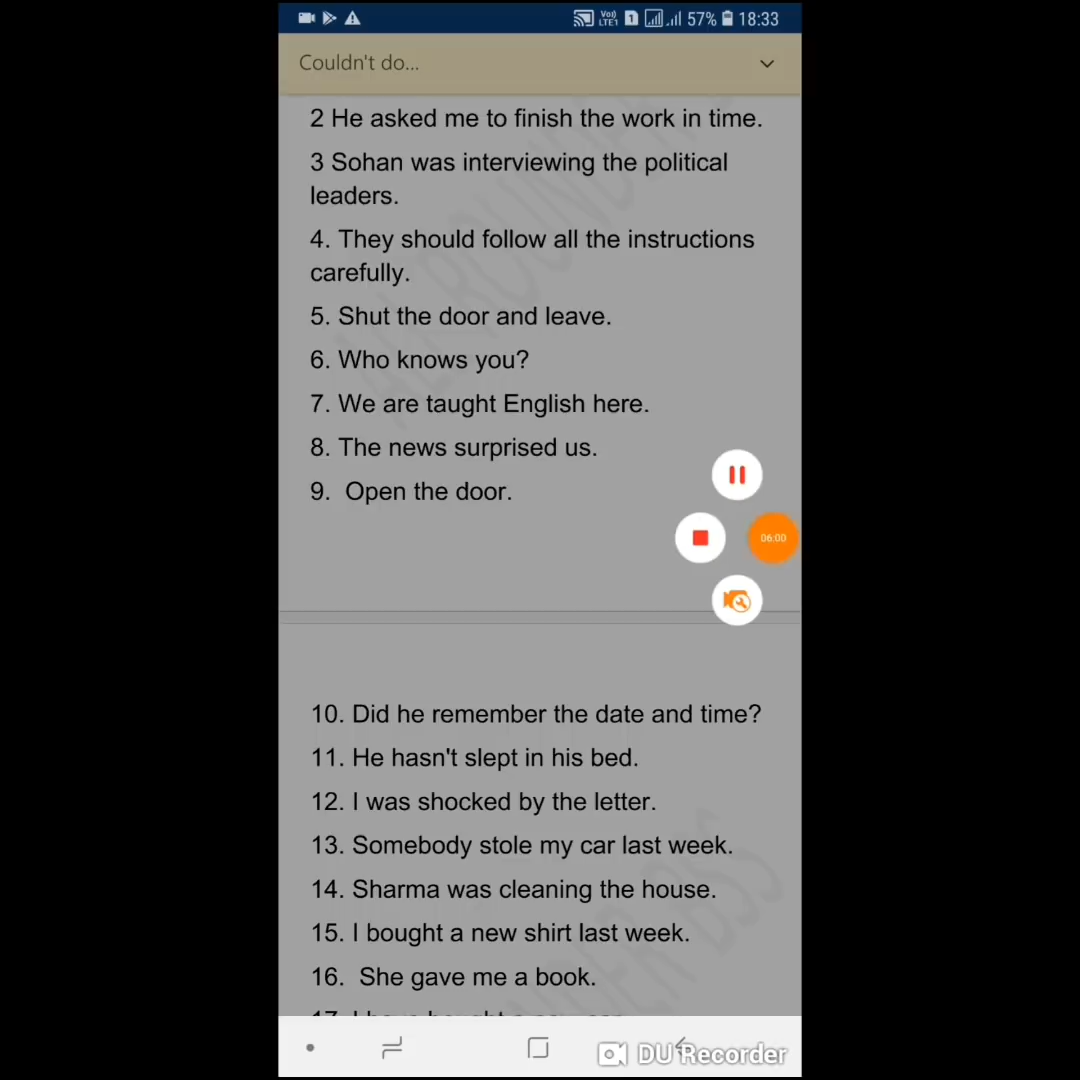 Vo)) LTE1 1 57% 18:33
Couldn't do...
2 He asked me to finish the work in time.
3 Sohan was interviewing the political
leaders.
4. They should follow all the instructions
carefully.
5. Shut the door and leave.
6. Who knows you?
7. We are taught English here.
8. The news surprised us.
9. Open the door.
06:00
10. Did he remember the date and time?
11. He hasn't slept in his bed.
12. I was shocked by the letter.
13. Somebody stole my car last week.
14. Sharma was cleaning the house.
15. I bought a new shirt last week.
16. She gave me a book.
DU Recorder